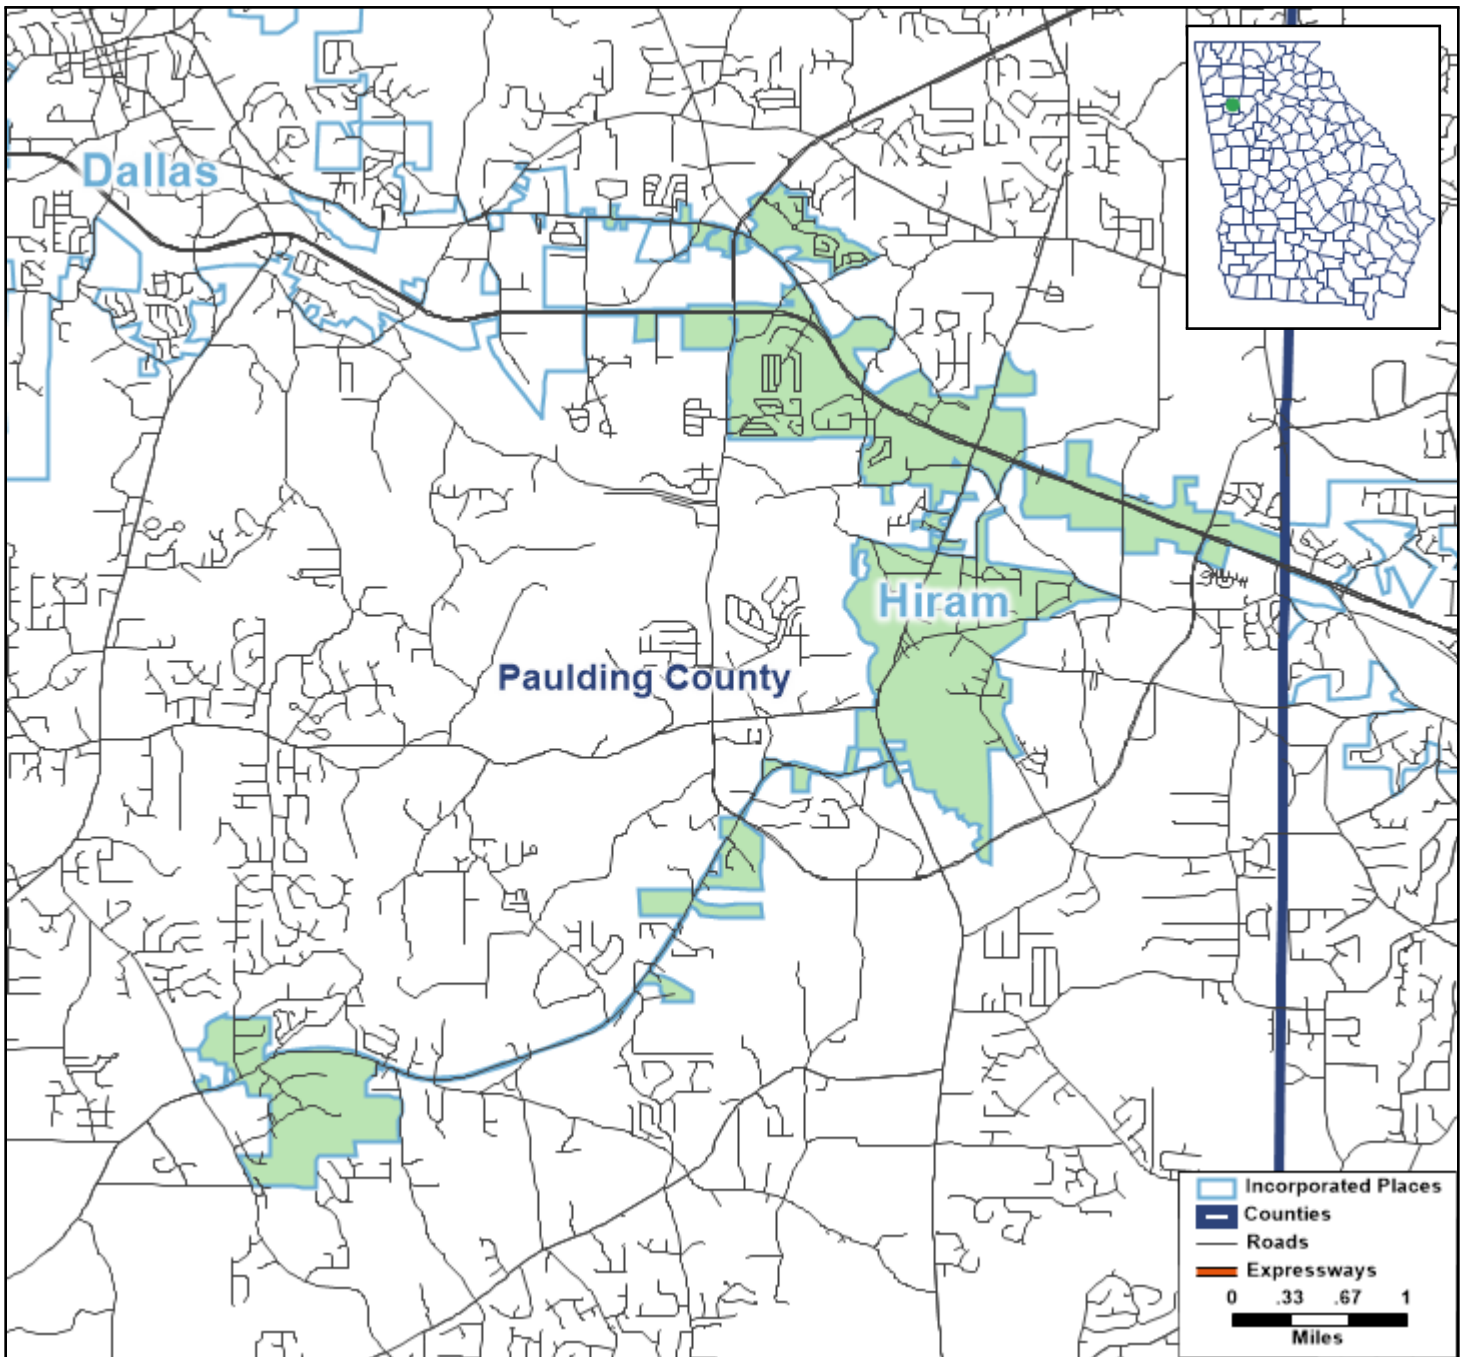 Dallas
Hiram
Paulding County
Incorporated Places
Counties
Roads
Expressways
0 .33 .67 1
Miles